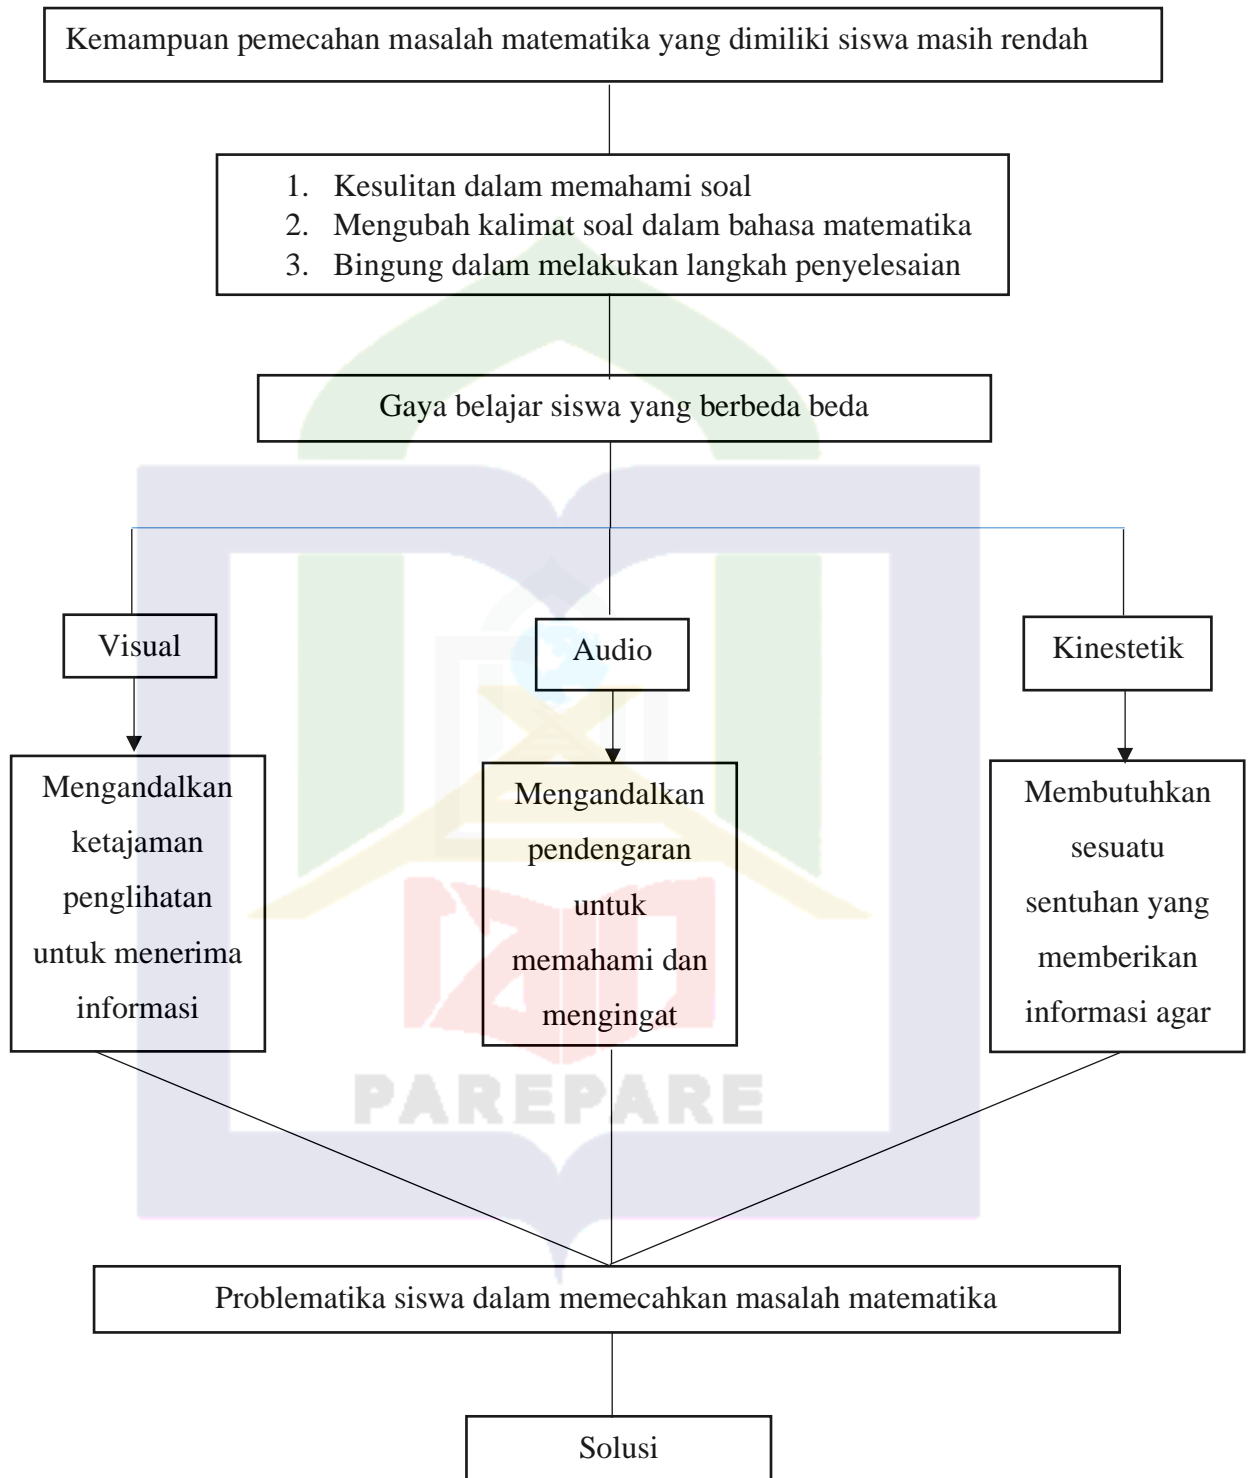 Kemampuan pemecahan masalah matematika yang dimiliki siswa masih rendah
1. Kesulitan dalam memahami soal
2. Mengubah kalimat soal dalam bahasa matematika
3. Bingung dalam melakukan langkah penyelesaian
Gaya belajar siswa yang berbeda beda
Visual
Audio
Kinestetik
Mengandalkan
ketajaman
penglihatan
untuk menerima
informasi
Mengandalkan
pendengaran
untuk
memahami dan
mengingat
Membutuhkan
sesuatu
sentuhan yang
memberikan
informasi agar
PAREPARE
Problematika siswa dalam memecahkan masalah matematika
Solusi